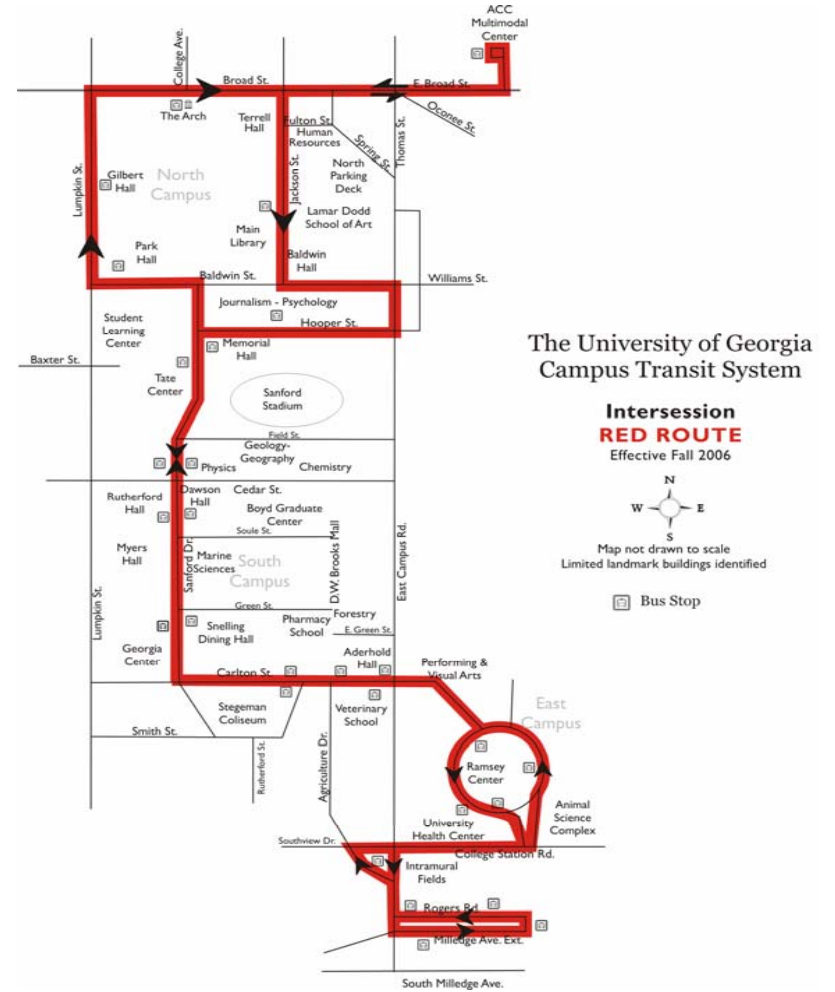 ACC
Multimodal
Center
College Ave.
Broad St.
E. Broad St.
Oconee St.
The Arch
Terrell
Hall
Fulton St.
Human
Resources
Spring St.
Thomas St.
Jackson St.
North
Parking
Deck
Lumpkin St.
Gilbert
Hall
North
Campus
Lamar Dodd
School of Art
Main
Library
Park
Hall
Baldwin
Hall
Baldwin St.
Williams St.
Journalism - Psychology
Hooper St.
Student
Learning
Center
Memorial
Hall
Baxter St.
Tate
Center
Sanford
Stadium
Field St.
Geology-
Geography
Physics
Chemistry
Dawson
Hall
Cedar St.
Rutherford
Hall
Boyd Graduate
Center
Soule St.
Myers
Hall
Sanford Dr.
Marine
Sciences
South
Campus
D.W. Brooks Mall
East Campus Rd.
Lumpkin St.
Green St.
Snelling
Dining Hall
Pharmacy
School
Forestry
E. Green St.
Georgia
Center
Aderhold
Hall
Carlton St.
Performing &
Visual Arts
Stegeman
Coliseum
Veterinary
School
East
Campus
Smith St.
Rutherford St.
Agriculture Dr.
Ramsey
Center
University
Health Center
Animal
Science
Complex
Southview Dr.
College Station Rd.
Intramural
Fields
Rogers Rd.
Milledge Ave. Ext.
South Milledge Ave.
The University of Georgia
Campus Transit System
Intersession
RED ROUTE
Effective Fall 2006
N
W
E
S
Map not drawn to scale
Limited landmark buildings identified
Bus Stop